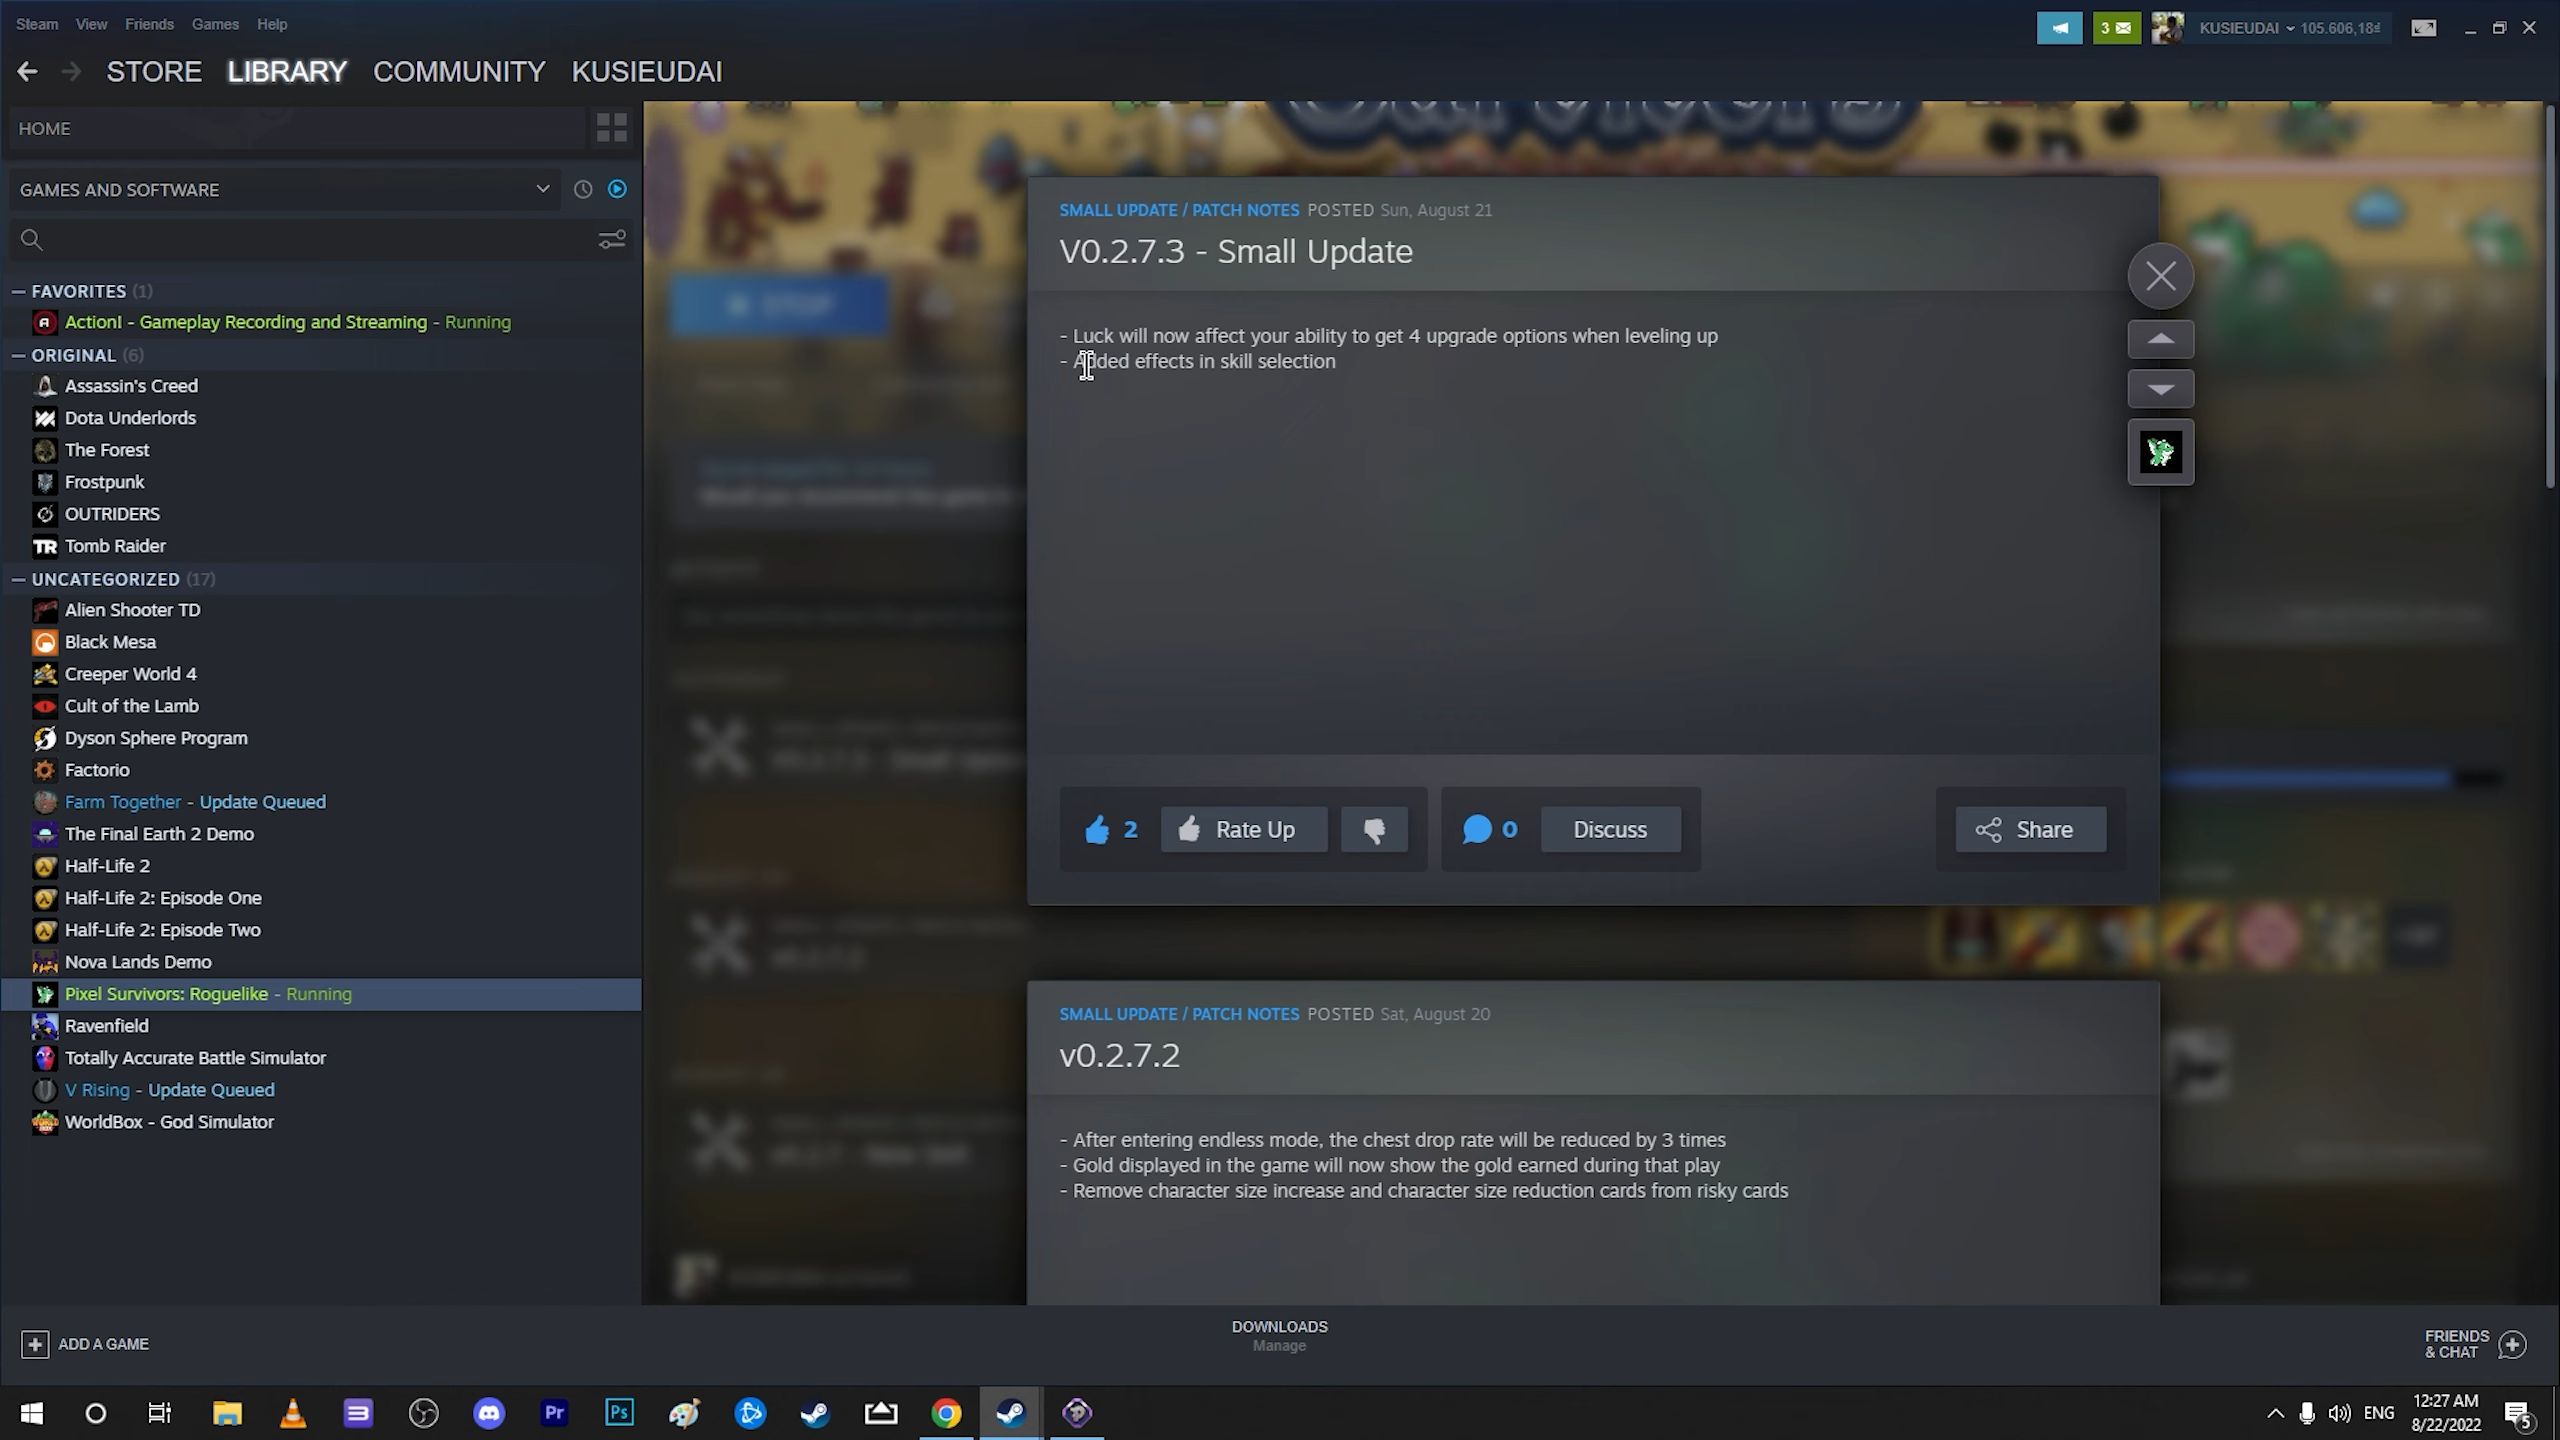 Steam View Friends Games Help
3
KUSIEUDAI 105.606,18₫
STORE LIBRARY COMMUNITY KUSIEUDAI
HOME
GAMES AND SOFTWARE
— FAVORITES (1)
Action! - Gameplay Recording and Streaming - Running
— ORIGINAL (6)
Assassin's Creed
Dota Underlords
The Forest
Frostpunk
OUTRIDERS
TR Tomb Raider
— UNCATEGORIZED (17)
Alien Shooter TD
Black Mesa
Creeper World 4
Cult of the Lamb
Dyson Sphere Program
Factorio
Farm Together - Update Queued
The Final Earth 2 Demo
Half-Life 2
Half-Life 2: Episode One
Half-Life 2: Episode Two
Nova Lands Demo
Pixel Survivors: Roguelike - Running
Ravenfield
Totally Accurate Battle Simulator
V Rising - Update Queued
WorldBox - God Simulator
STOP
SMALL UPDATE / PATCH NOTES POSTED Sun, August 21
V0.2.7.3 - Small Update
- Luck will now affect your ability to get 4 upgrade options when leveling up
- Added effects in skill selection
2 Rate Up 0 Discuss Share
SMALL UPDATE / PATCH NOTES POSTED Sat, August 20
v0.2.7.2
- After entering endless mode, the chest drop rate will be reduced by 3 times
- Gold displayed in the game will now show the gold earned during that play
- Remove character size increase and character size reduction cards from risky cards
ADD A GAME
DOWNLOADS
Manage
FRIENDS
& CHAT
Pr Ps
ENG
12:27 AM
8/22/2022
5